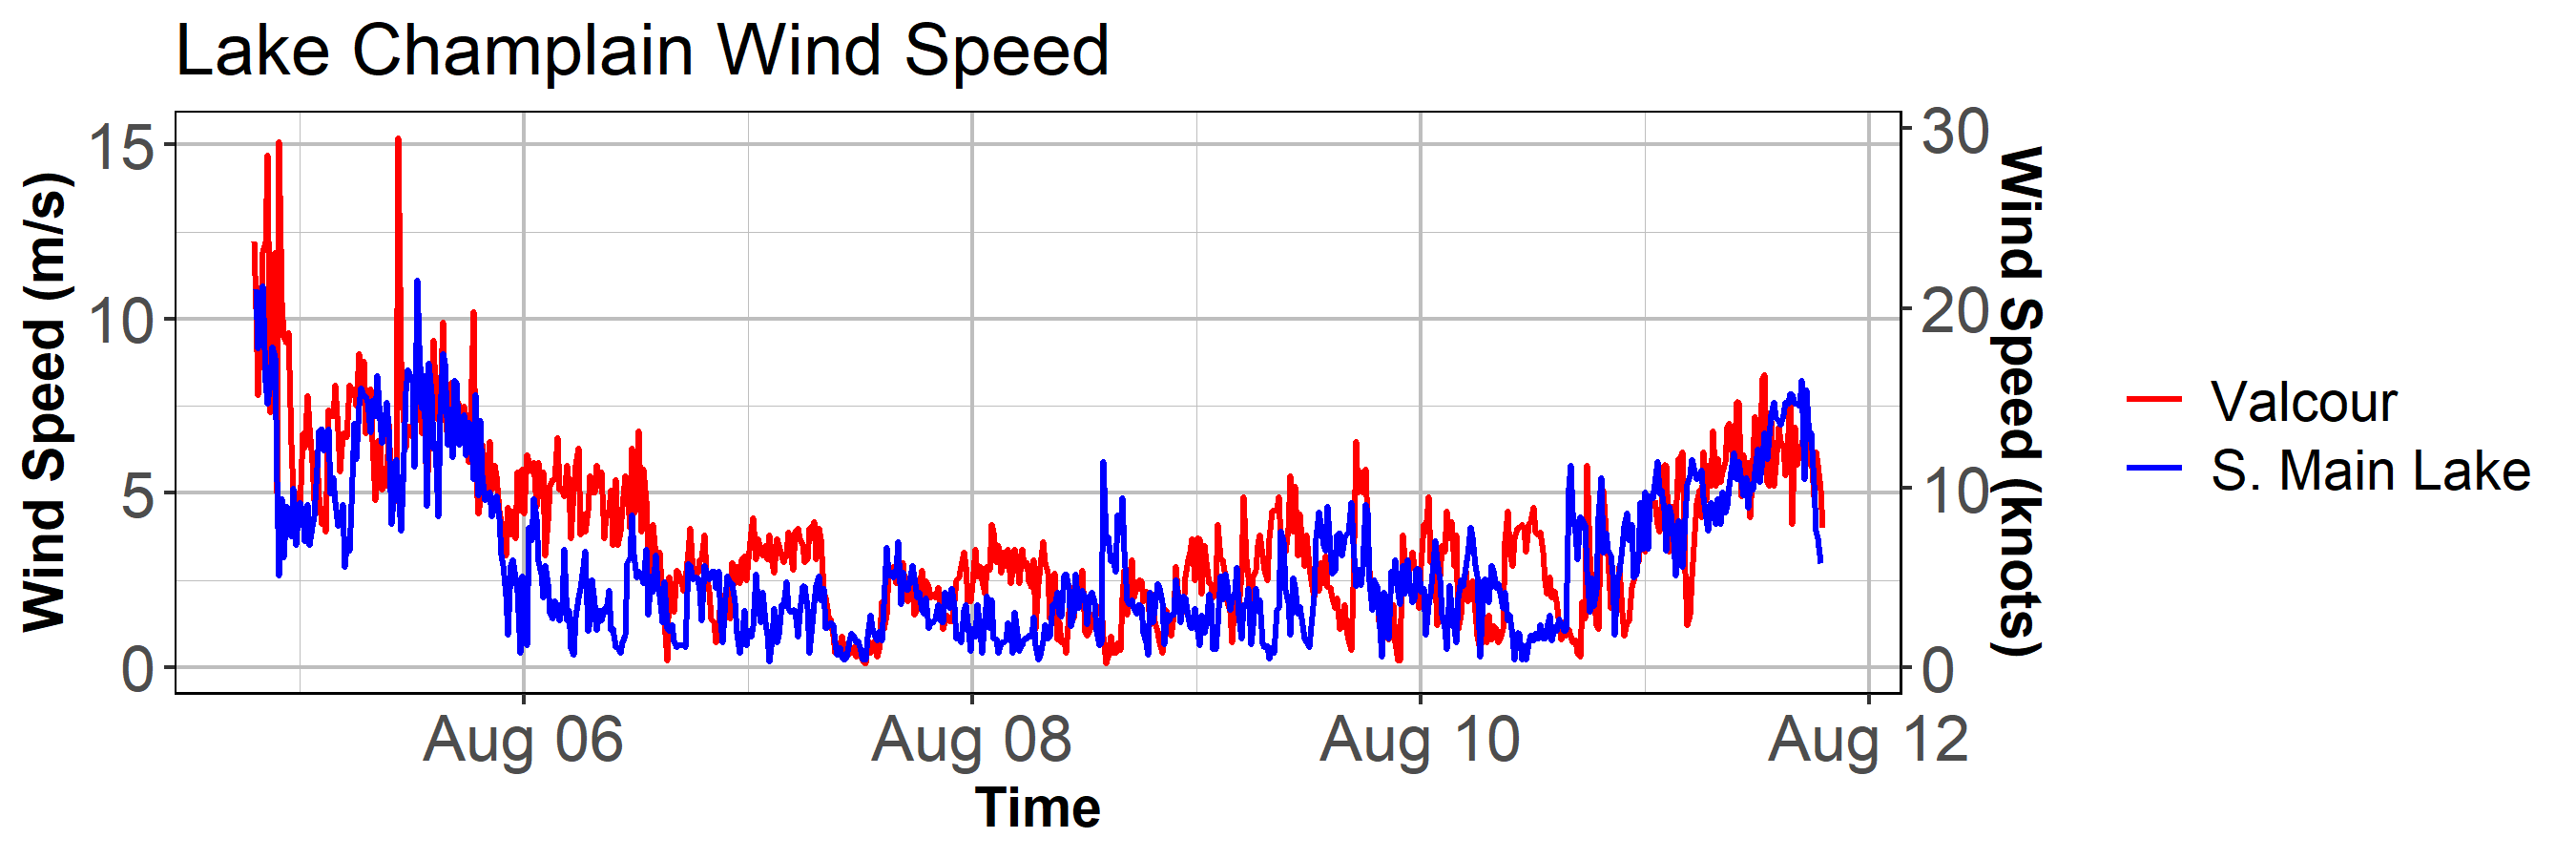 Lake Champlain Wind Speed
Wind Speed (m/s)
15
10
5
0
30
20
10
0
Wind Speed (knots)
Aug 06
Aug 08
Aug 10
Aug 12
Time
Valcour
S. Main Lake